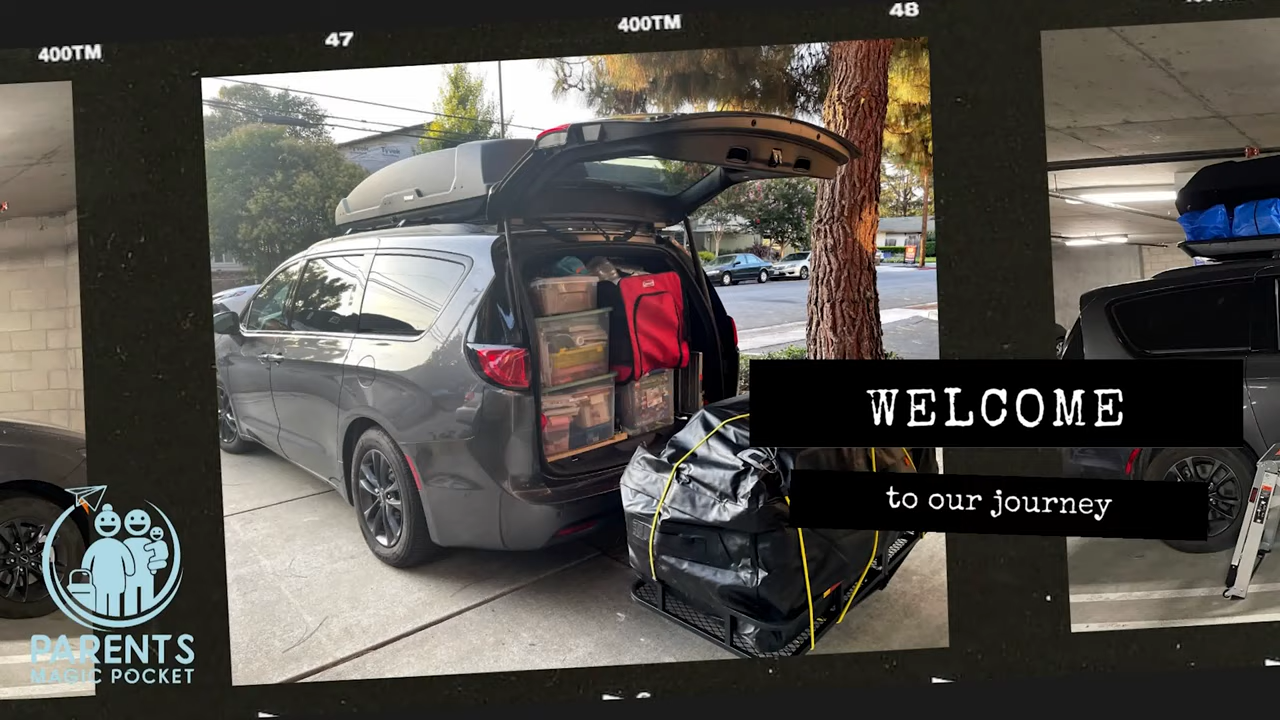 400TM
47
400TM
48
WELCOME
to our journey
PARENTS
MAGIC POCKET